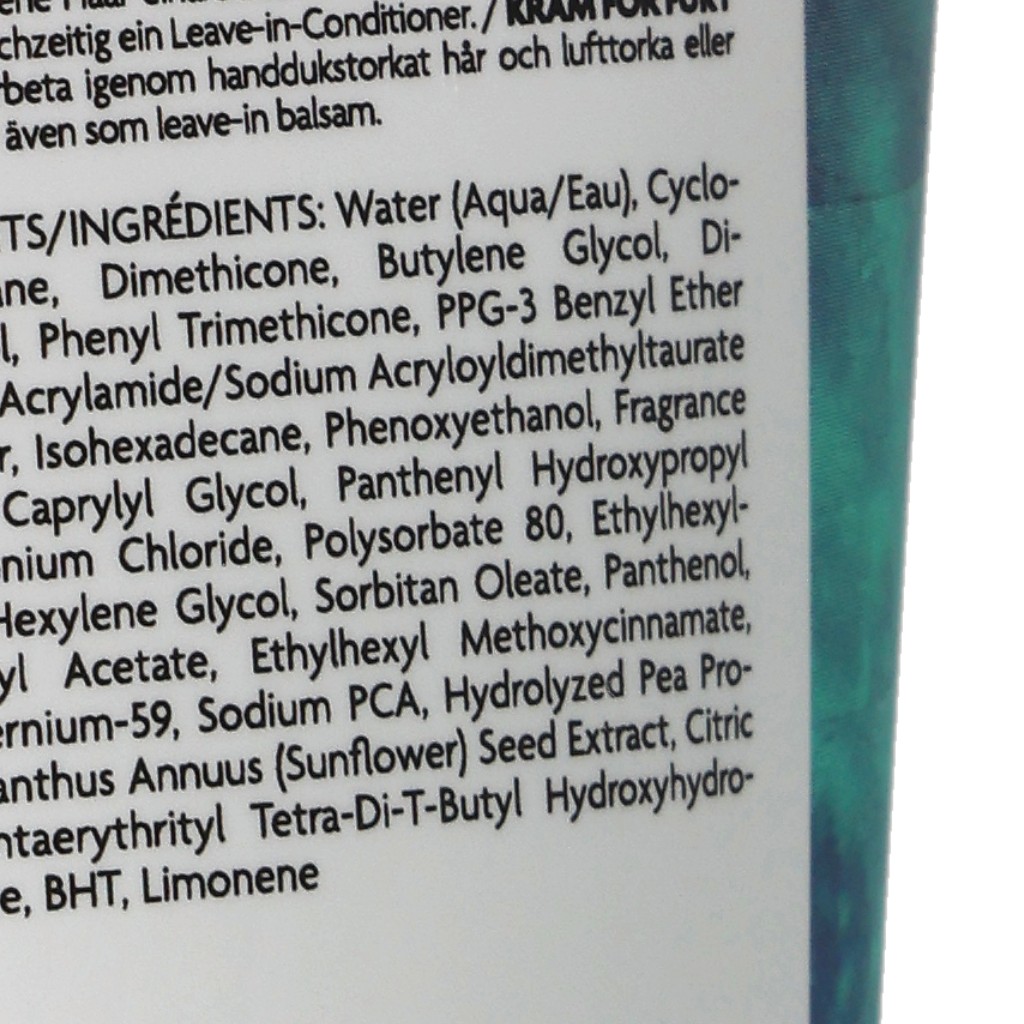 chzeitig ein Leave-in-Conditioner. / KRÄM FÖR FUKT
beta igenom handdukstorkat hår och lufttorka eller
även som leave-in balsam.
TS/INGRÉDIENTS: Water (Aqua/Eau), Cyclo-
ne, Dimethicone, Butylene Glycol, Di-
l, Phenyl Trimethicone, PPG-3 Benzyl Ether
Acrylamide/Sodium Acryloyldimethyltaurate
r, Isohexadecane, Phenoxyethanol, Fragrance
Caprylyl Glycol, Panthenyl Hydroxypropyl
nium Chloride, Polysorbate 80, Ethylhexyl-
Hexylene Glycol, Sorbitan Oleate, Panthenol,
yl Acetate, Ethylhexyl Methoxycinnamate,
ernium-59, Sodium PCA, Hydrolyzed Pea Pro-
anthus Annuus (Sunflower) Seed Extract, Citric
ntaerythrityl Tetra-Di-T-Butyl Hydroxyhydro-
e, BHT, Limonene